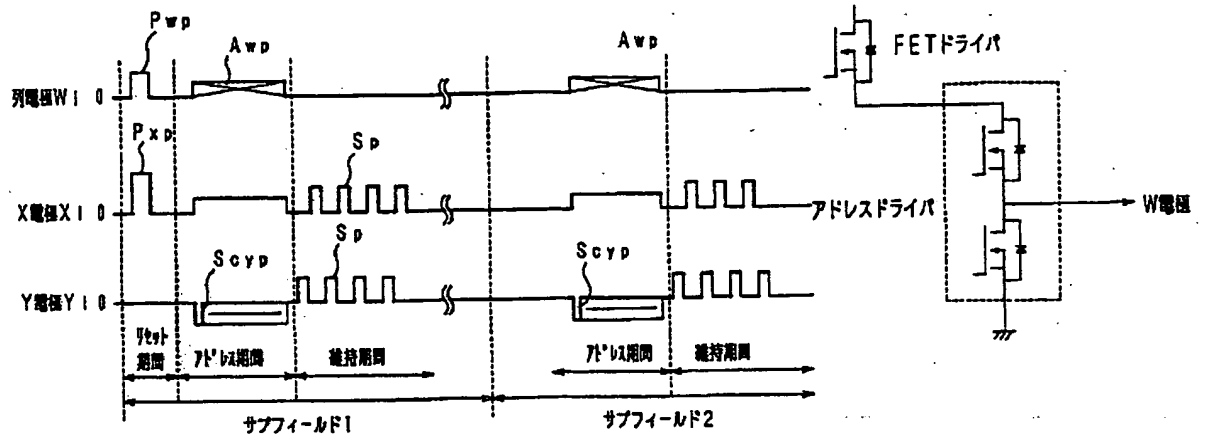 Pwp
Awp
列電極Wi 0
Pxp
Sp
X電極Xi 0
Sp
Scyp
Y電極Yi 0
リセット
期間
アドレス期間
維持期間
サブフィールド1
Awp
Scyp
アドレス期間
維持期間
サブフィールド2
FETドライバ
アドレスドライバ
W電極